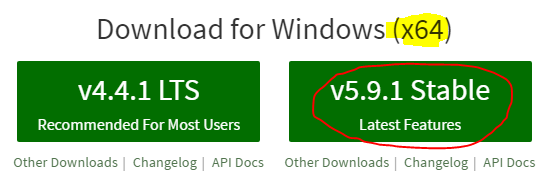 Download for Windows (x64)
v4.4.1 LTS
Recommended For Most Users
v5.9.1 Stable
Latest Features
Other Downloads | Changelog | API Docs
Other Downloads | Changelog | API Docs